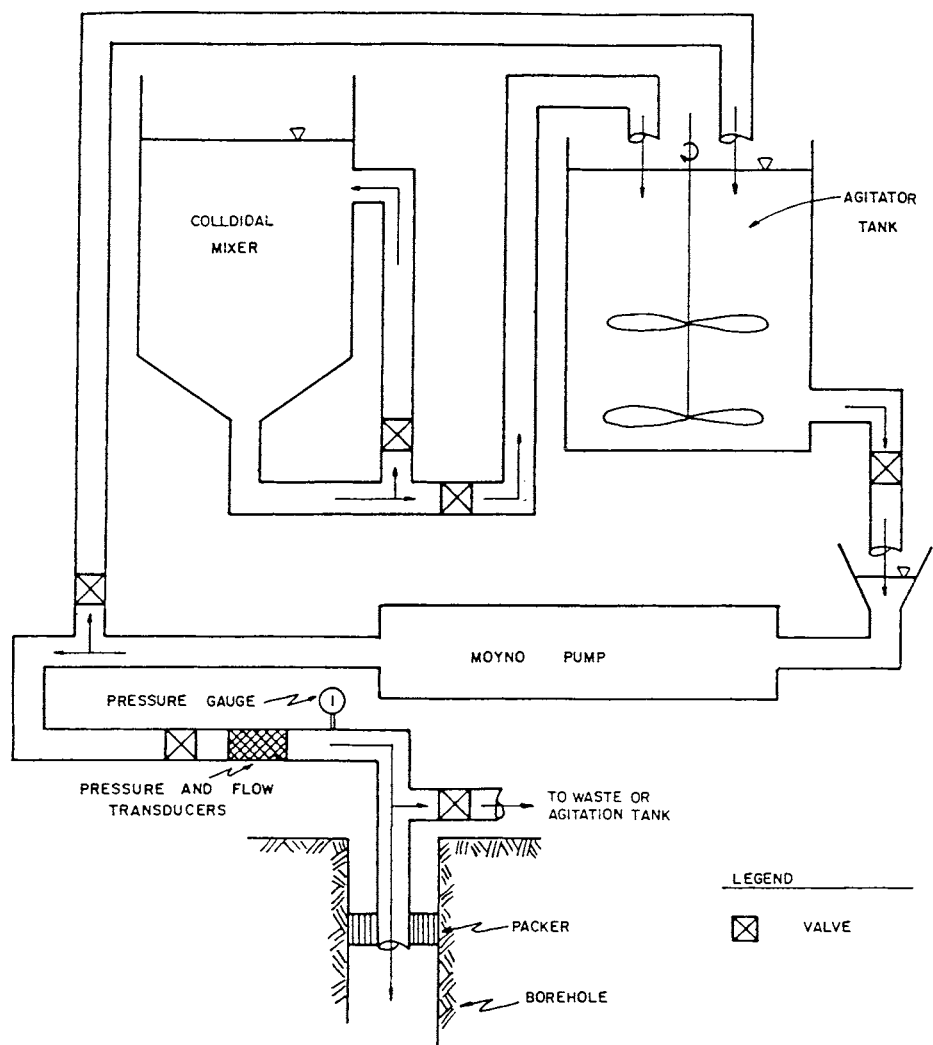 COLLDIDAL
MIXER
AGITATOR
TANK
MOYNO PUMP
PRESSURE GAUGE
PRESSURE AND FLOW
TRANSDUCERS
TO WASTE OR
AGITATION TANK
LEGEND
VALVE
PACKER
BOREHOLE